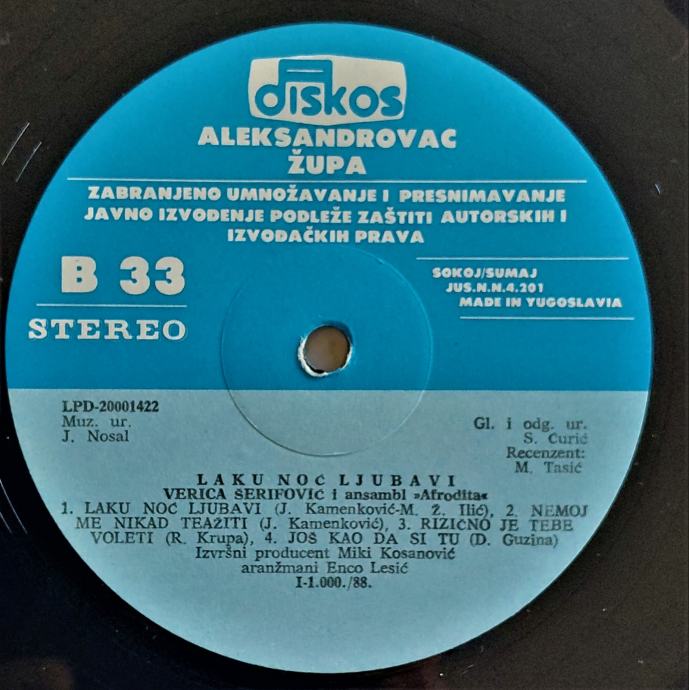 diskos
ALEKSANDROVAC
ŽUPA
ZABRANJENO UMNOŽAVANJE I PRESNIMAVANJE
JAVNO IZVOĐENJE PODLEŽE ZAŠTITI AUTORSKIH I
IZVOĐAČKIH PRAVA
B 33
STEREO
SOKOJ/SUMAJ
JUS.N.N.4.201
MADE IN YUGOSLAVIA
LPD-20001422
Muz. ur.
J. Nosal
Gl. i odg. ur.
S. Ćurić
Recenzent:
M. Tasić
LAKU NOĆ LJUBAVI
VERICA ŠERIFOVIĆ i ansambl »Afrodita«
1. LAKU NOĆ LJUBAVI (J. Kamenković-M. Ž. Ilić), 2. NEMOJ
ME NIKAD TEAŽITI (J. Kamenković), 3. RIZIČNO JE TEBE
VOLETI (R. Krupa), 4. JOŠ KAO DA SI TU (D. Guzina)
Izvršni producent Miki Kosanović
aranžmani Enco Lesić
I-1.000./88.